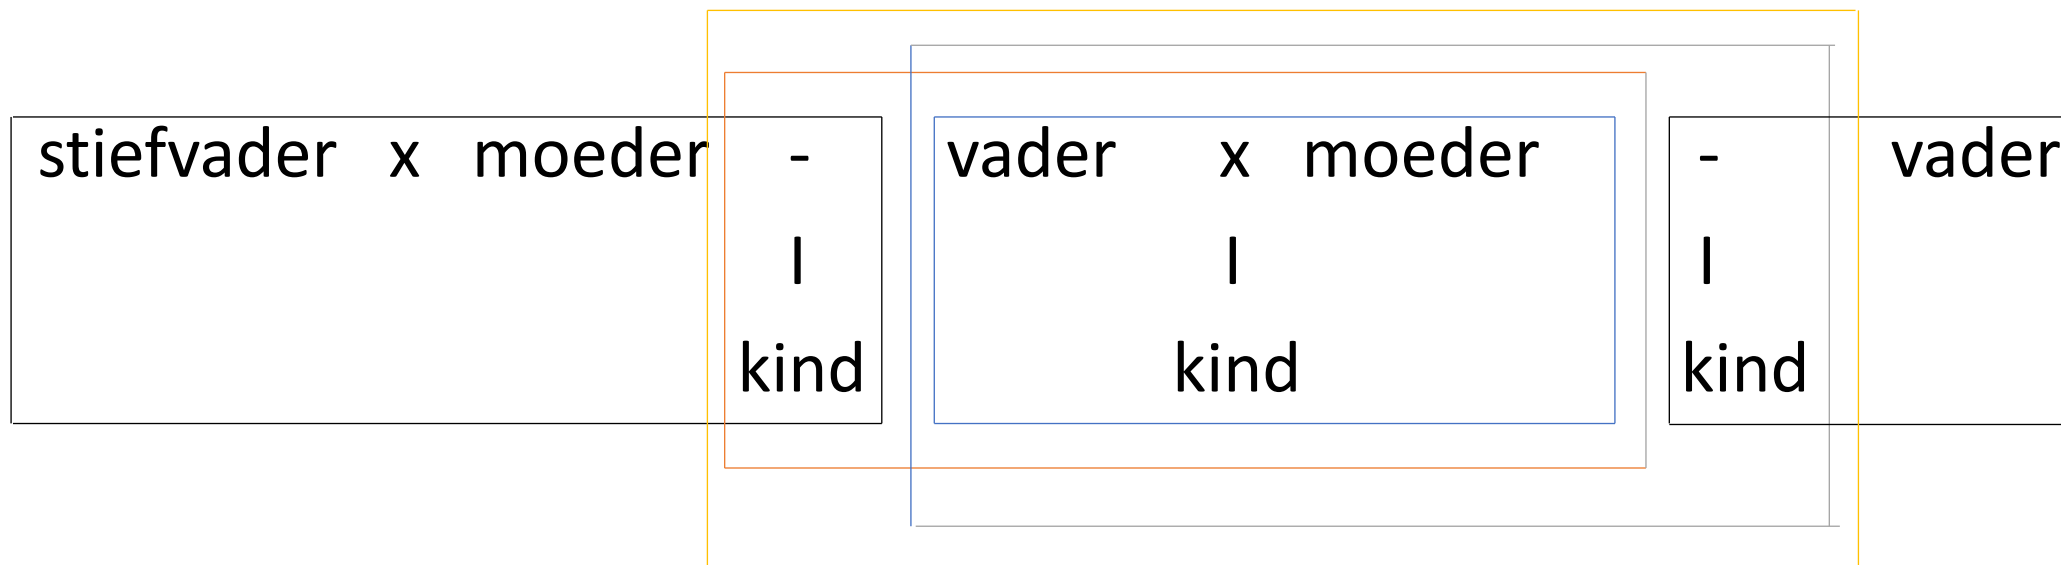 stiefvader x moeder - vader x moeder - vader
I I I
kind kind kind